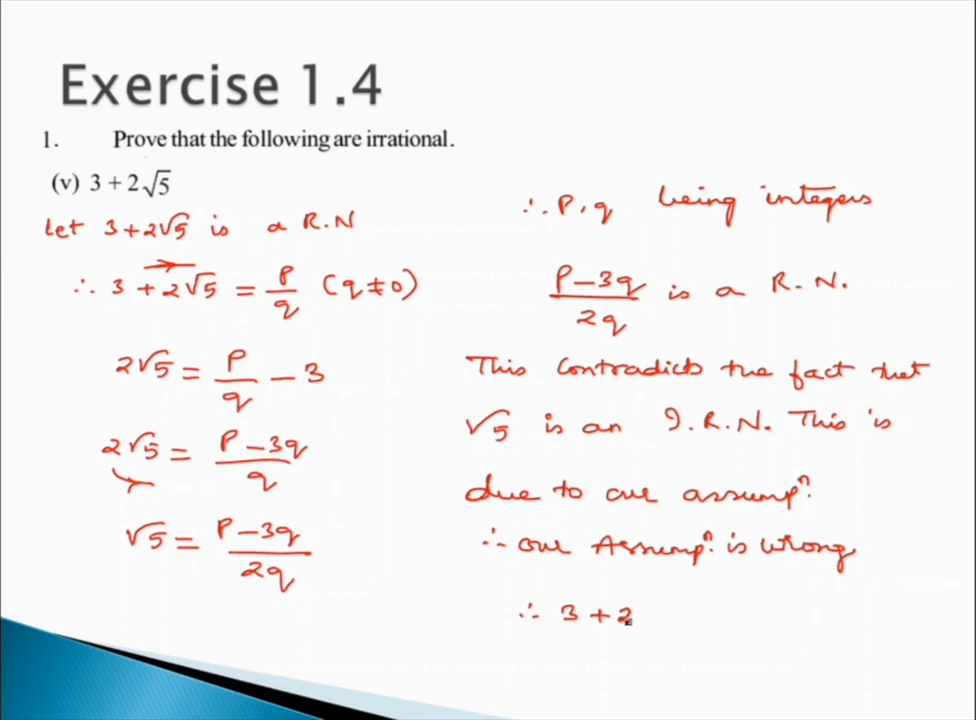 Exercise 1.4
1. Prove that the following are irrational.
(v) 3 + 2√5
Let 3+2√5 is a R.N
∴ 3 + 2√5 = p/q (q≠0)
2√5 = p/q - 3
2√5 = p-3q/q
√5 = p-3q/2q
∴ p, q being integers
p-3q/2q is a R.N.
This contradicts the fact that
√5 is an I.R.N. This is
due to our assumpⁿ.
∴ our Assumpⁿ. is wrong
∴ 3 + 2